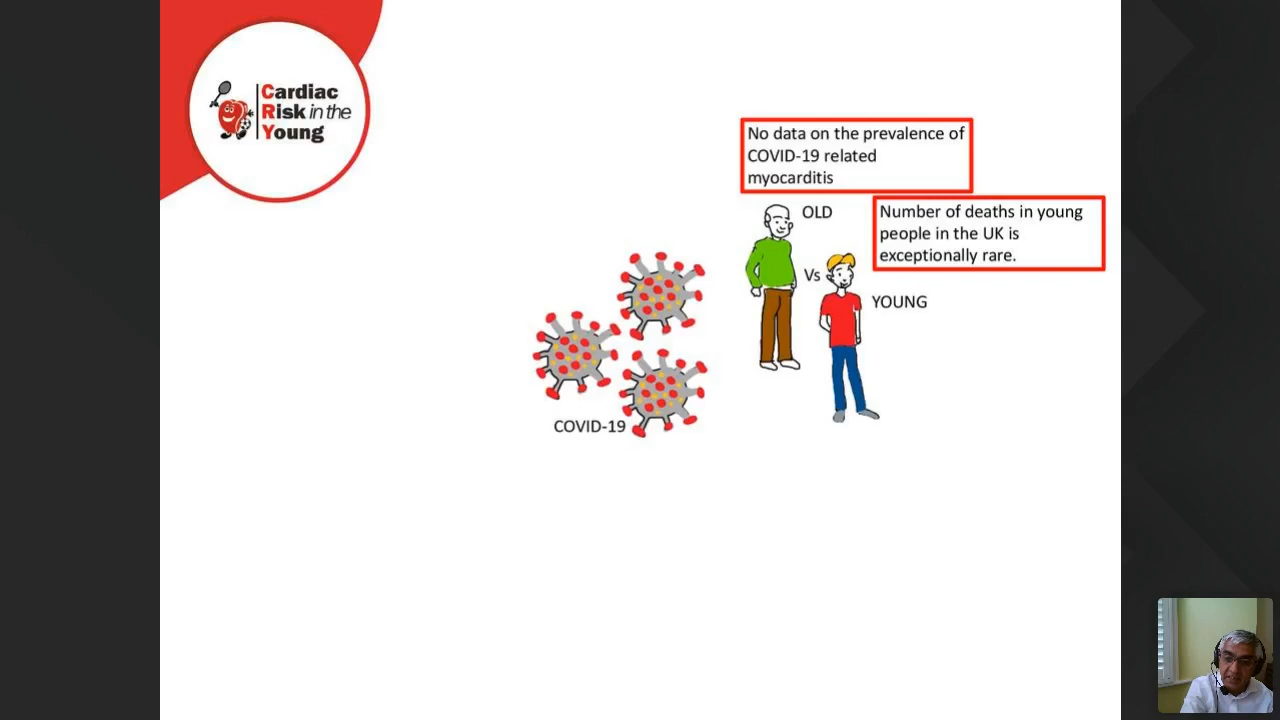 Cardiac
Risk in the
Young
No data on the prevalence of
COVID-19 related
myocarditis
OLD
Number of deaths in young
people in the UK is
exceptionally rare.
Vs
YOUNG
COVID-19